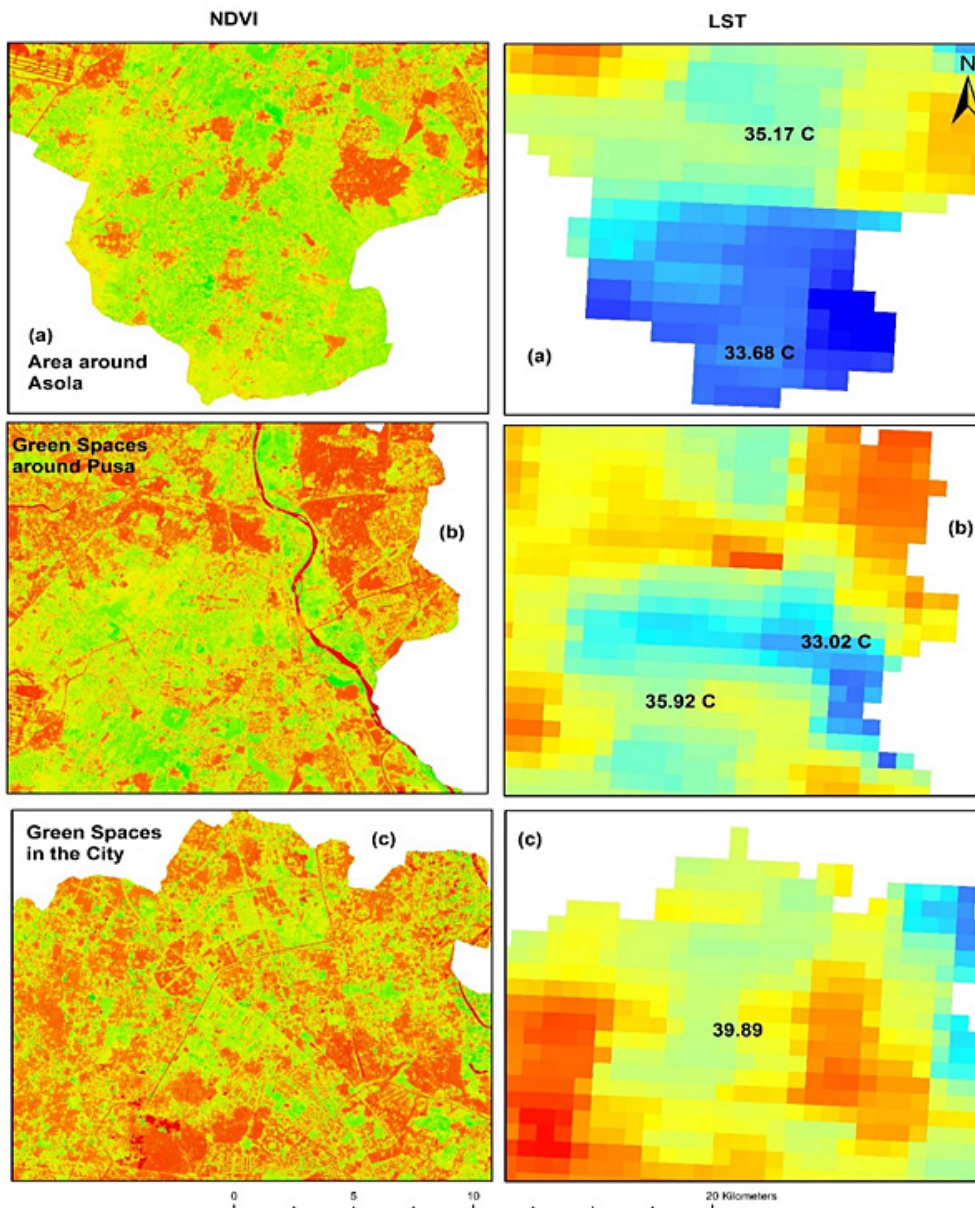 NDVI
LST
N
35.17 C
(a)
Area around
Asola
(a)
33.68 C
Green Spaces
around Pusa
(b)
(b)
33.02 C
35.92 C
Green Spaces
in the City
(c)
(c)
39.89
0 5 10 20 Kilometers